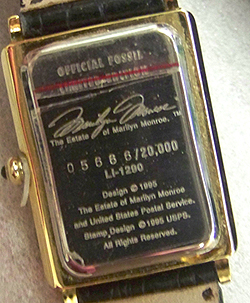 OFFICIAL FOSSIL
LIMITED EDITION
Marilyn Monroe
The Estate of Marilyn Monroe. ™
05666/20,000
LI-1290
Design © 1995
The Estate of Marilyn Monroe
and United States Postal Service.
Stamp Design © 1995 USPS.
All Rights Reserved.